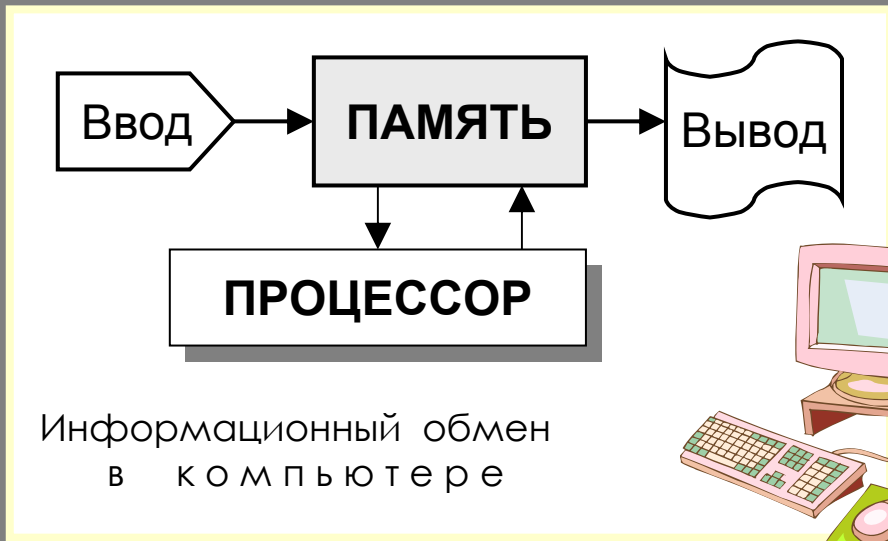 Ввод
ПАМЯТЬ
Вывод
ПРОЦЕССОР
Информационный обмен
в компьютере